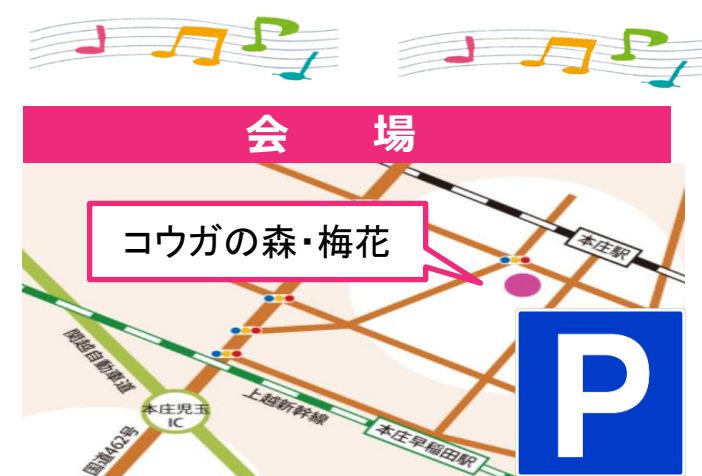 会　場
コウガの森・梅花
本庄駅
関越自動車道
本庄児玉
IC
上越新幹線
本庄早稲田駅
国道462号
P